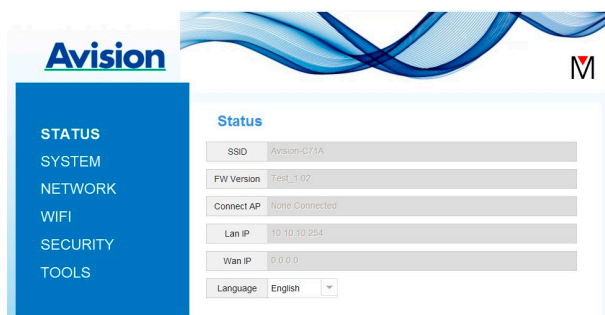 Avision
STATUS
SYSTEM
NETWORK
WIFI
SECURITY
TOOLS
Status
SSID Avision-C71A
FW Version Test_1.02
Connect AP None Connected
Lan IP 10.10.10.254
Wan IP 0.0.0.0
Language English